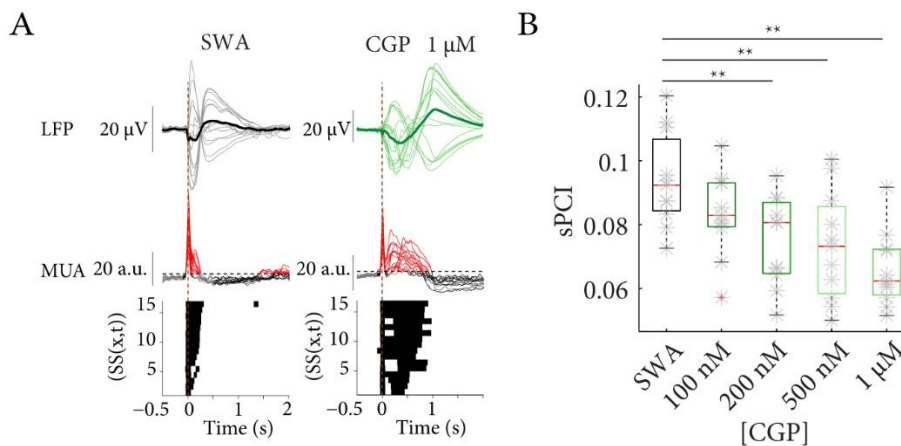 A
SWA
CGP 1 μM
LFP
20 μV
20 μV
MUA
20 a.u.
20 a.u.
(SS(x,t))
15
10
5
−0.5 0 1 2
Time (s)
(SS(x,t))
15
10
5
−0.5 0 1
Time (s)
B
**
**
**
sPCI
0.12
0.1
0.08
0.06
SWA 100 nM 200 nM 500 nM 1 μM
[CGP]